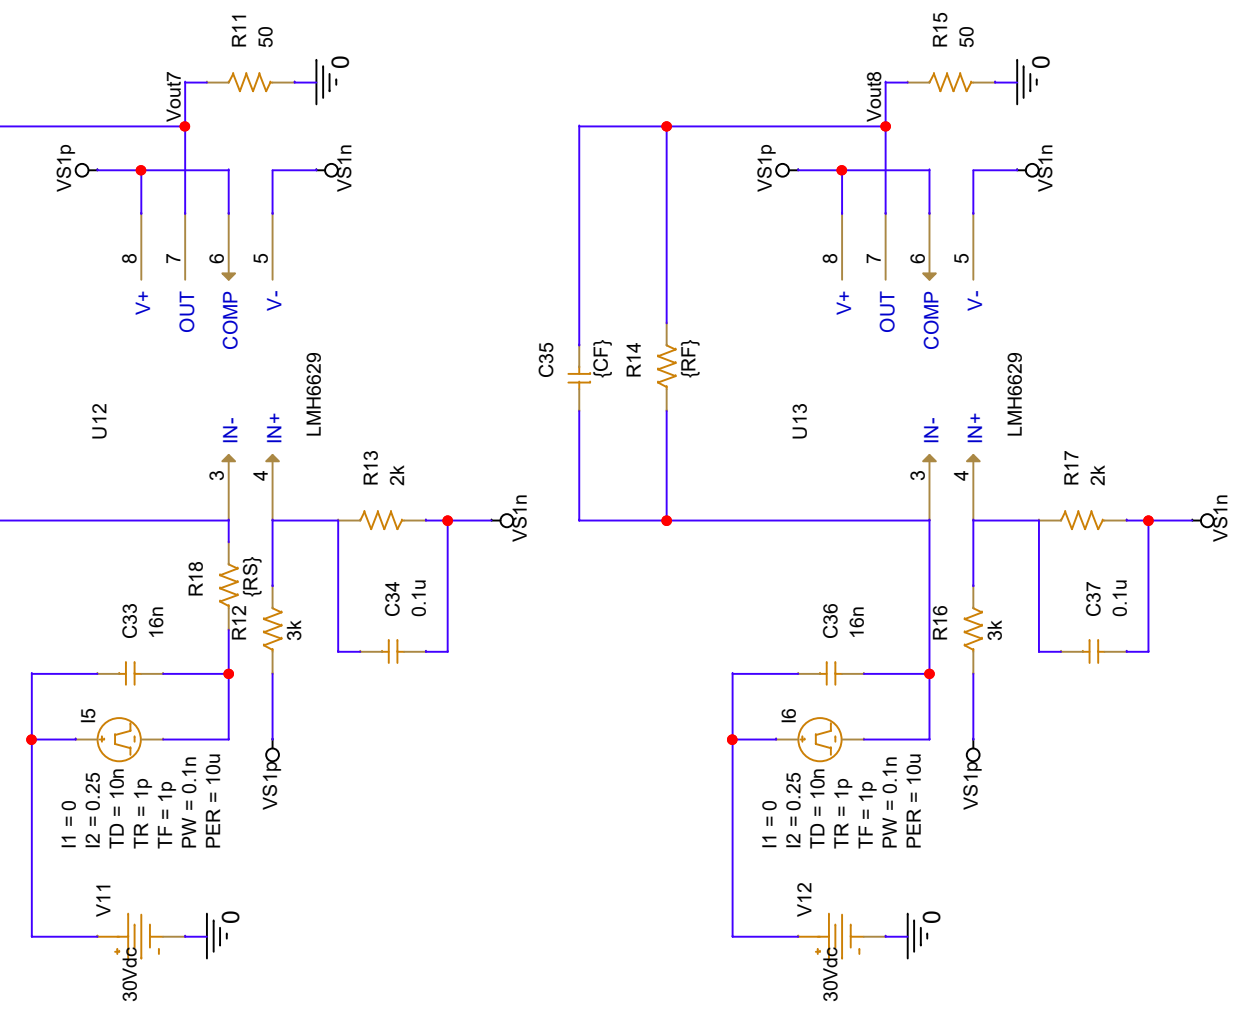 R11
50
0
Vout7
VS1p
VS1n
8
7
6
5
V+
OUT
COMP
V-
U12
LMH6629
IN-
IN+
3
4
R13
2k
VS1n
R18
{RS}
C34
0.1u
C33
16n
R12
3k
I5
VS1p
I1 = 0
I2 = 0.25
TD = 10n
TR = 1p
TF = 1p
PW = 0.1n
PER = 10u
V11
30Vdc
0
R15
50
0
Vout8
VS1p
VS1n
8
7
6
5
V+
OUT
COMP
V-
C35
{CF}
R14
{RF}
U13
LMH6629
IN-
IN+
3
4
R17
2k
VS1n
C37
0.1u
C36
16n
R16
3k
I6
VS1p
I1 = 0
I2 = 0.25
TD = 10n
TR = 1p
TF = 1p
PW = 0.1n
PER = 10u
V12
30Vdc
0